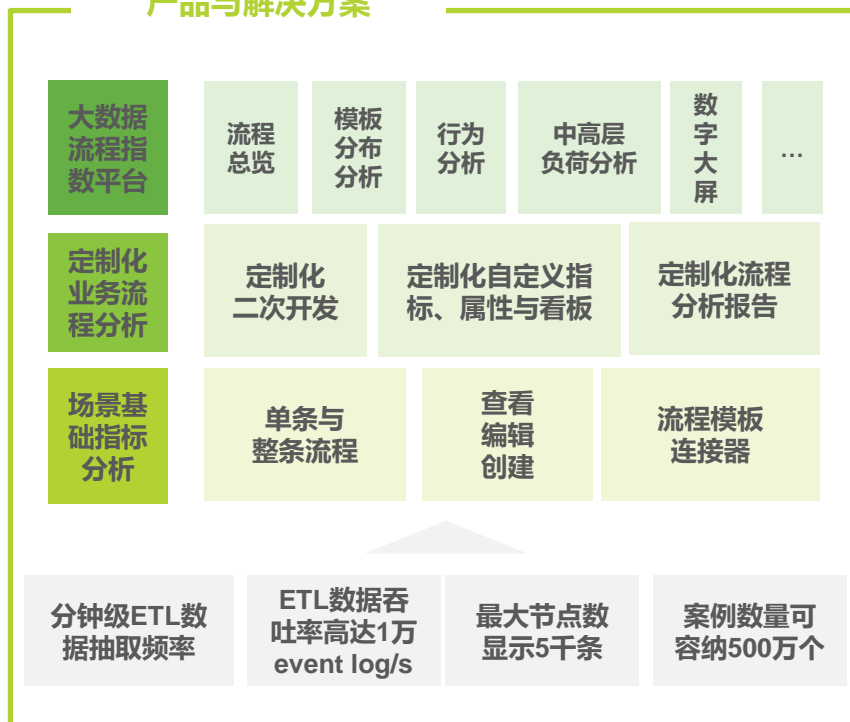 产品与解决方案
大数据
流程指
数平台
流程
总览
模板
分布
分析
行为
分析
中高层
负荷分析
数
字
大
屏
...
定制化
业务流
程分析
定制化
二次开发
定制化自定义指
标、属性与看板
定制化流程
分析报告
场景基
础指标
分析
单条与
整条流程
查看
编辑
创建
流程模板
连接器
分钟级ETL数
据抽取频率
ETL数据吞
吐率高达1万
event log/s
最大节点数
显示5千条
案例数量可
容纳500万个